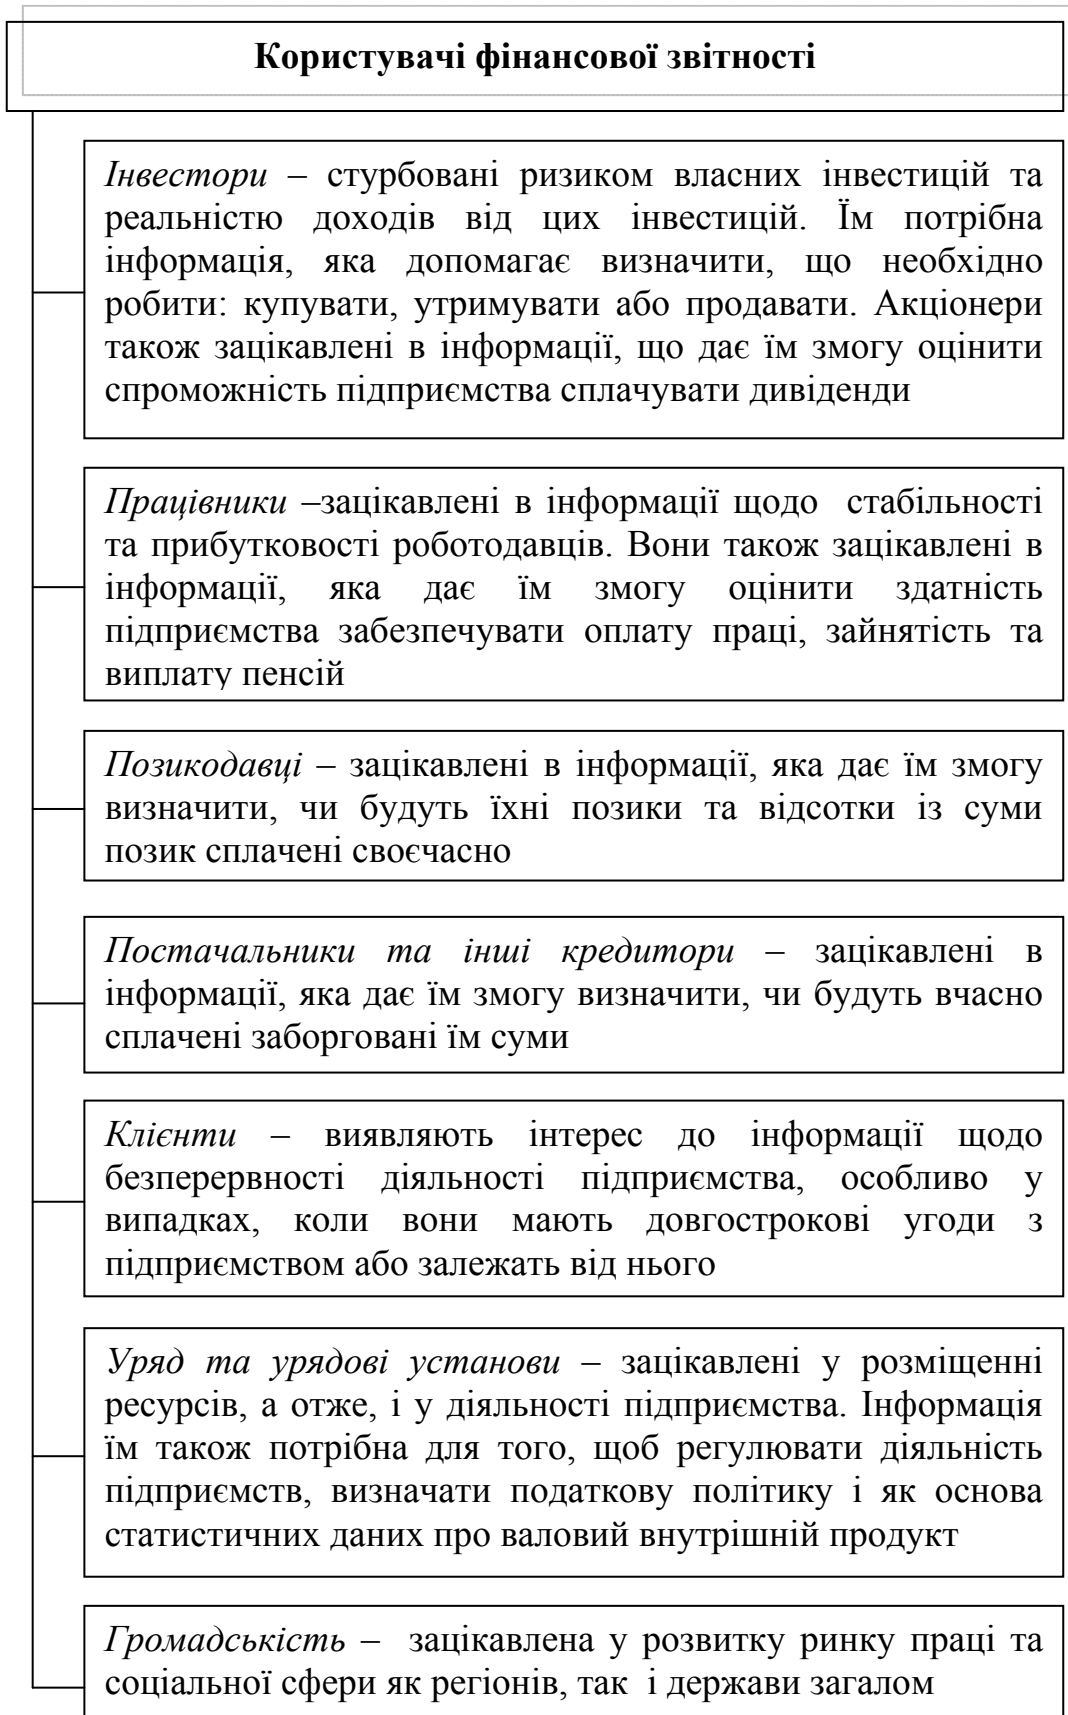 Користувачі фінансової звітності
Інвестори – стурбовані ризиком власних інвестицій та
реальністю доходів від цих інвестицій. Їм потрібна
інформація, яка допомагає визначити, що необхідно
робити: купувати, утримувати або продавати. Акціонери
також зацікавлені в інформації, що дає їм змогу оцінити
спроможність підприємства сплачувати дивіденди
Працівники –зацікавлені в інформації щодо стабільності
та прибутковості роботодавців. Вони також зацікавлені в
інформації, яка дає їм змогу оцінити здатність
підприємства забезпечувати оплату праці, зайнятість та
виплату пенсій
Позикодавці – зацікавлені в інформації, яка дає їм змогу
визначити, чи будуть їхні позики та відсотки із суми
позик сплачені своєчасно
Постачальники та інші кредитори – зацікавлені в
інформації, яка дає їм змогу визначити, чи будуть вчасно
сплачені заборговані їм суми
Клієнти – виявляють інтерес до інформації щодо
безперервності діяльності підприємства, особливо у
випадках, коли вони мають довгострокові угоди з
підприємством або залежать від нього
Уряд та урядові установи – зацікавлені у розміщенні
ресурсів, а отже, і у діяльності підприємства. Інформація
їм також потрібна для того, щоб регулювати діяльність
підприємств, визначати податкову політику і як основа
статистичних даних про валовий внутрішній продукт
Громадськість – зацікавлена у розвитку ринку праці та
соціальної сфери як регіонів, так і держави загалом